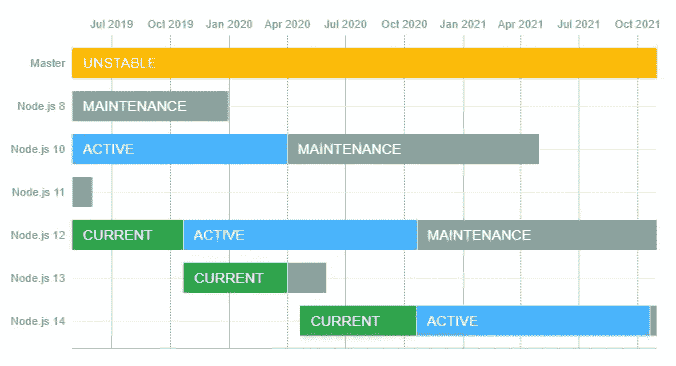 Jul 2019 Oct 2019 Jan 2020 Apr 2020 Jul 2020 Oct 2020 Jan 2021 Apr 2021 Jul 2021 Oct 2021
Master UNSTABLE
Node.js 8 MAINTENANCE
Node.js 10 ACTIVE MAINTENANCE
Node.js 11
Node.js 12 CURRENT ACTIVE MAINTENANCE
Node.js 13 CURRENT
Node.js 14 CURRENT ACTIVE